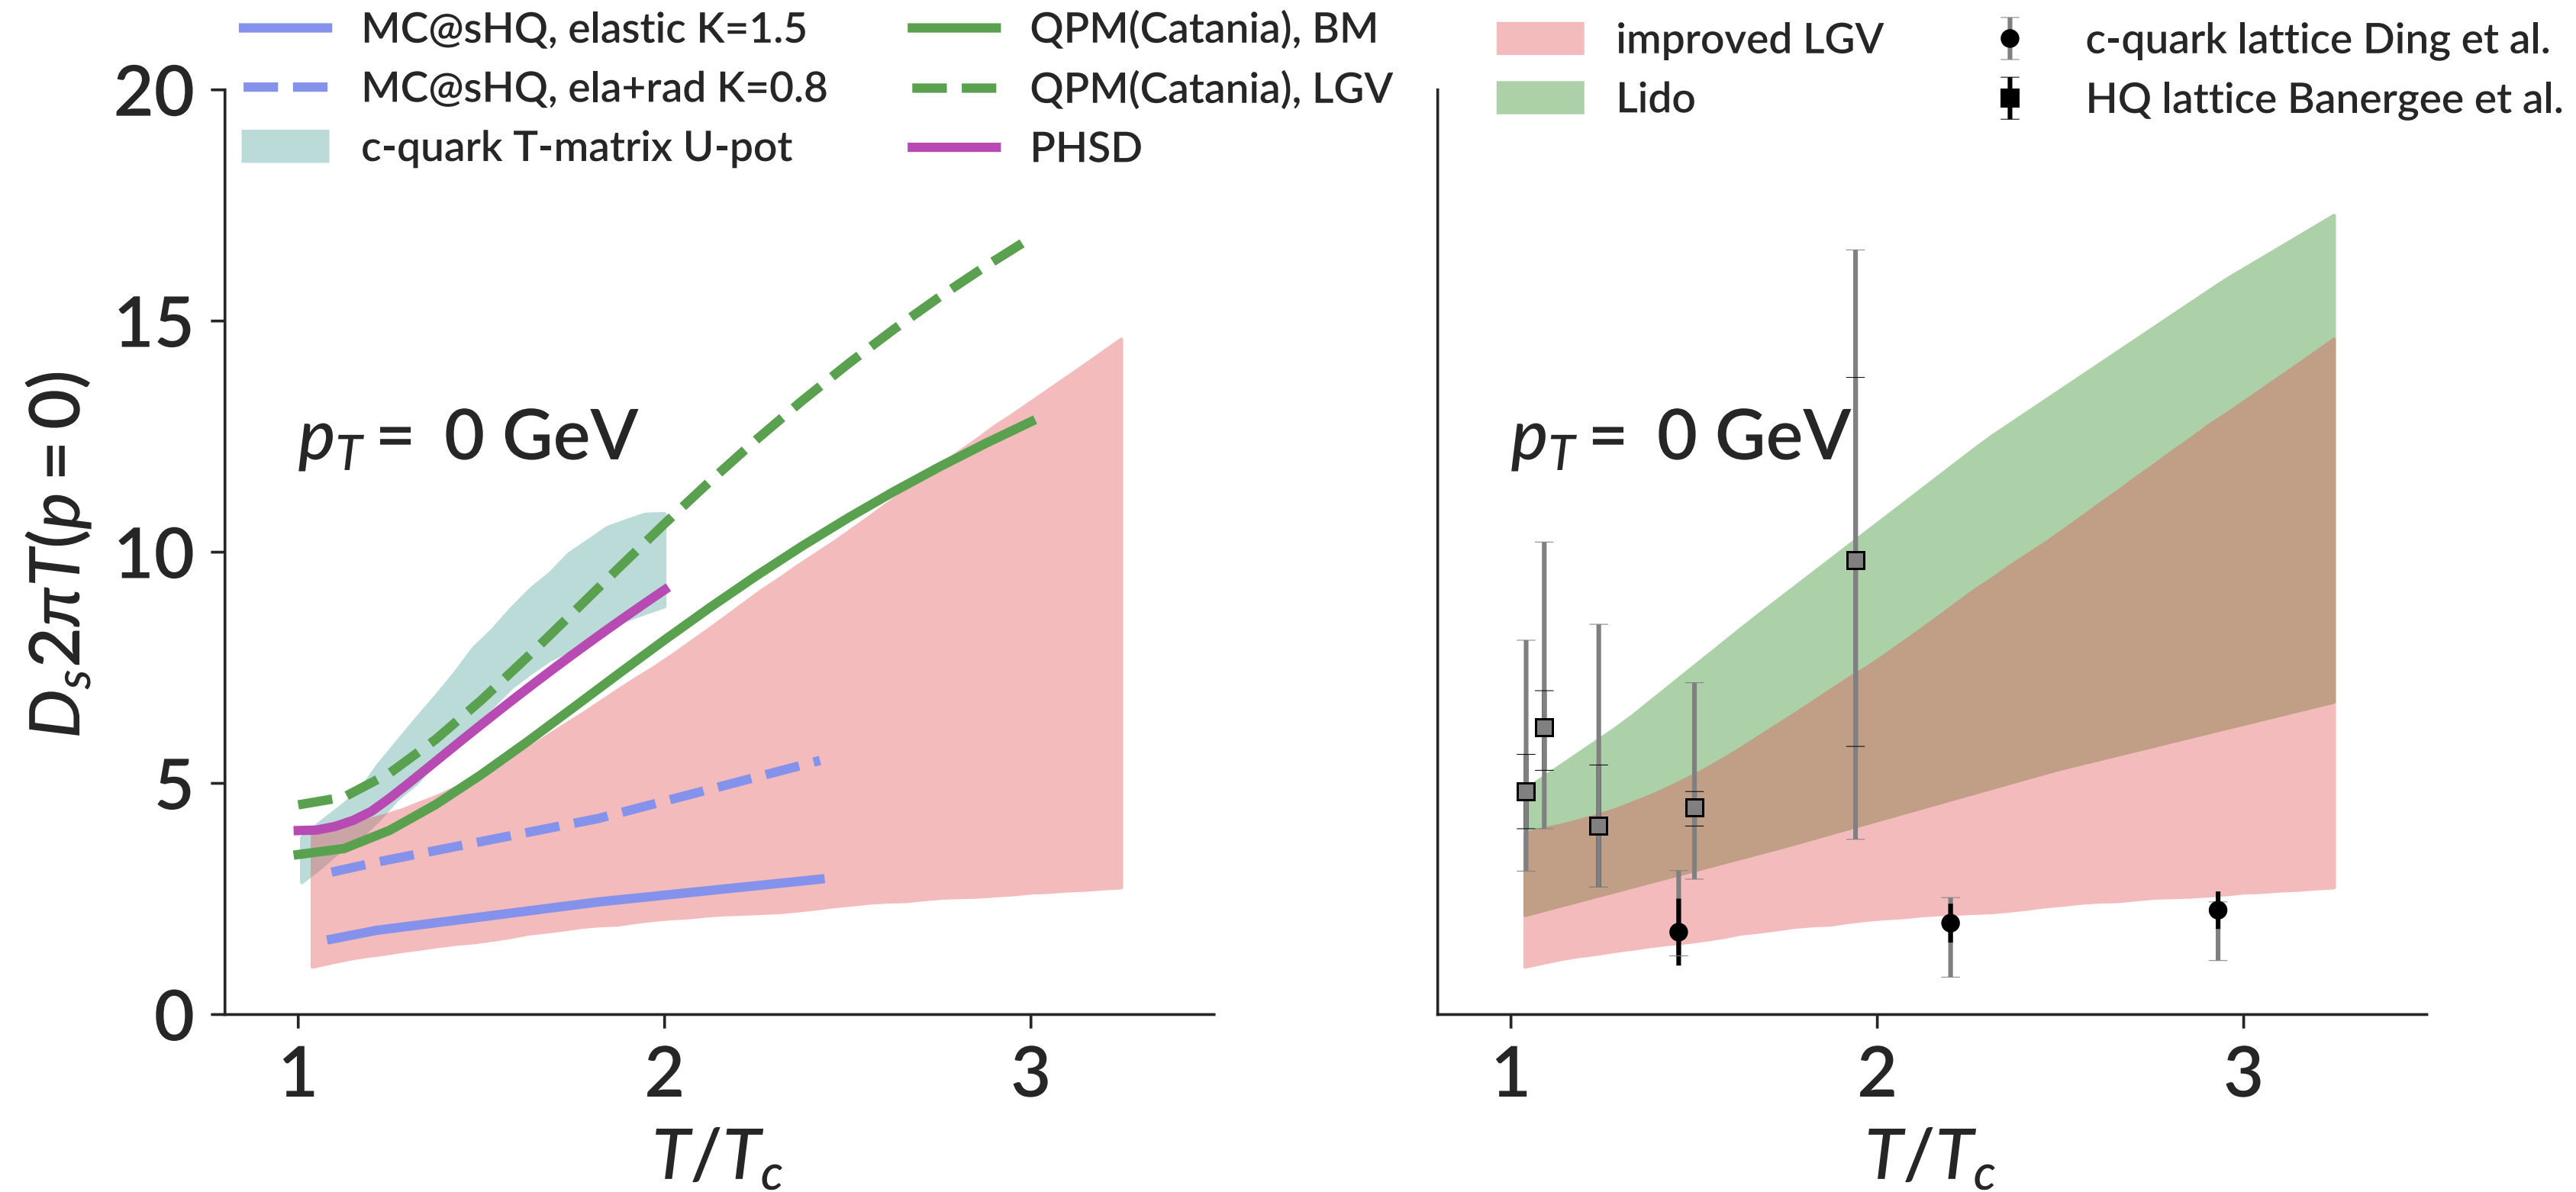 MC@sHQ, elastic K=1.5
MC@sHQ, ela+rad K=0.8
c-quark T-matrix U-pot
QPM(Catania), BM
QPM(Catania), LGV
PHSD
improved LGV
Lido
c-quark lattice Ding et al.
HQ lattice Banergee et al.
D_s2πT(p = 0)
20
15
10
5
0
p_T = 0 GeV
1 2 3
T/T_c
p_T = 0 GeV
1 2 3
T/T_c